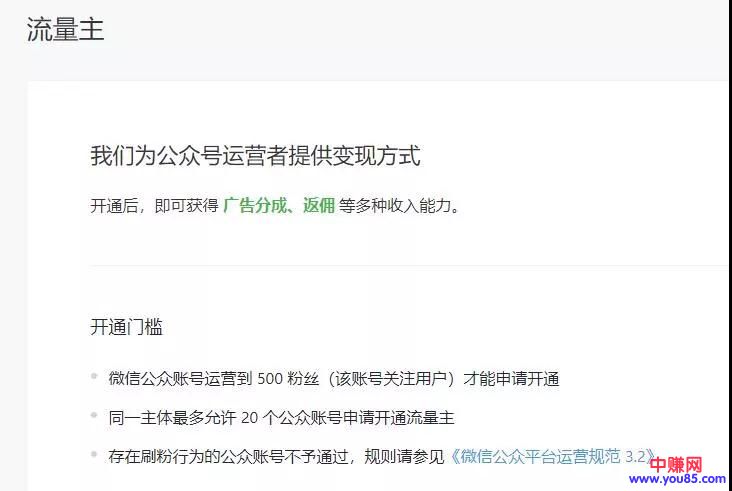 流量主
我们为公众号运营者提供变现方式
开通后，即可获得 广告分成、返佣 等多种收入能力。
开通门槛
微信公众账号运营到 500 粉丝（该账号关注用户）才能申请开通
同一主体最多允许 20 个公众账号申请开通流量主
存在刷粉行为的公众账号不予通过，规则请参见《微信公众平台运营规范 3.2》
中赚网
www.you85.com